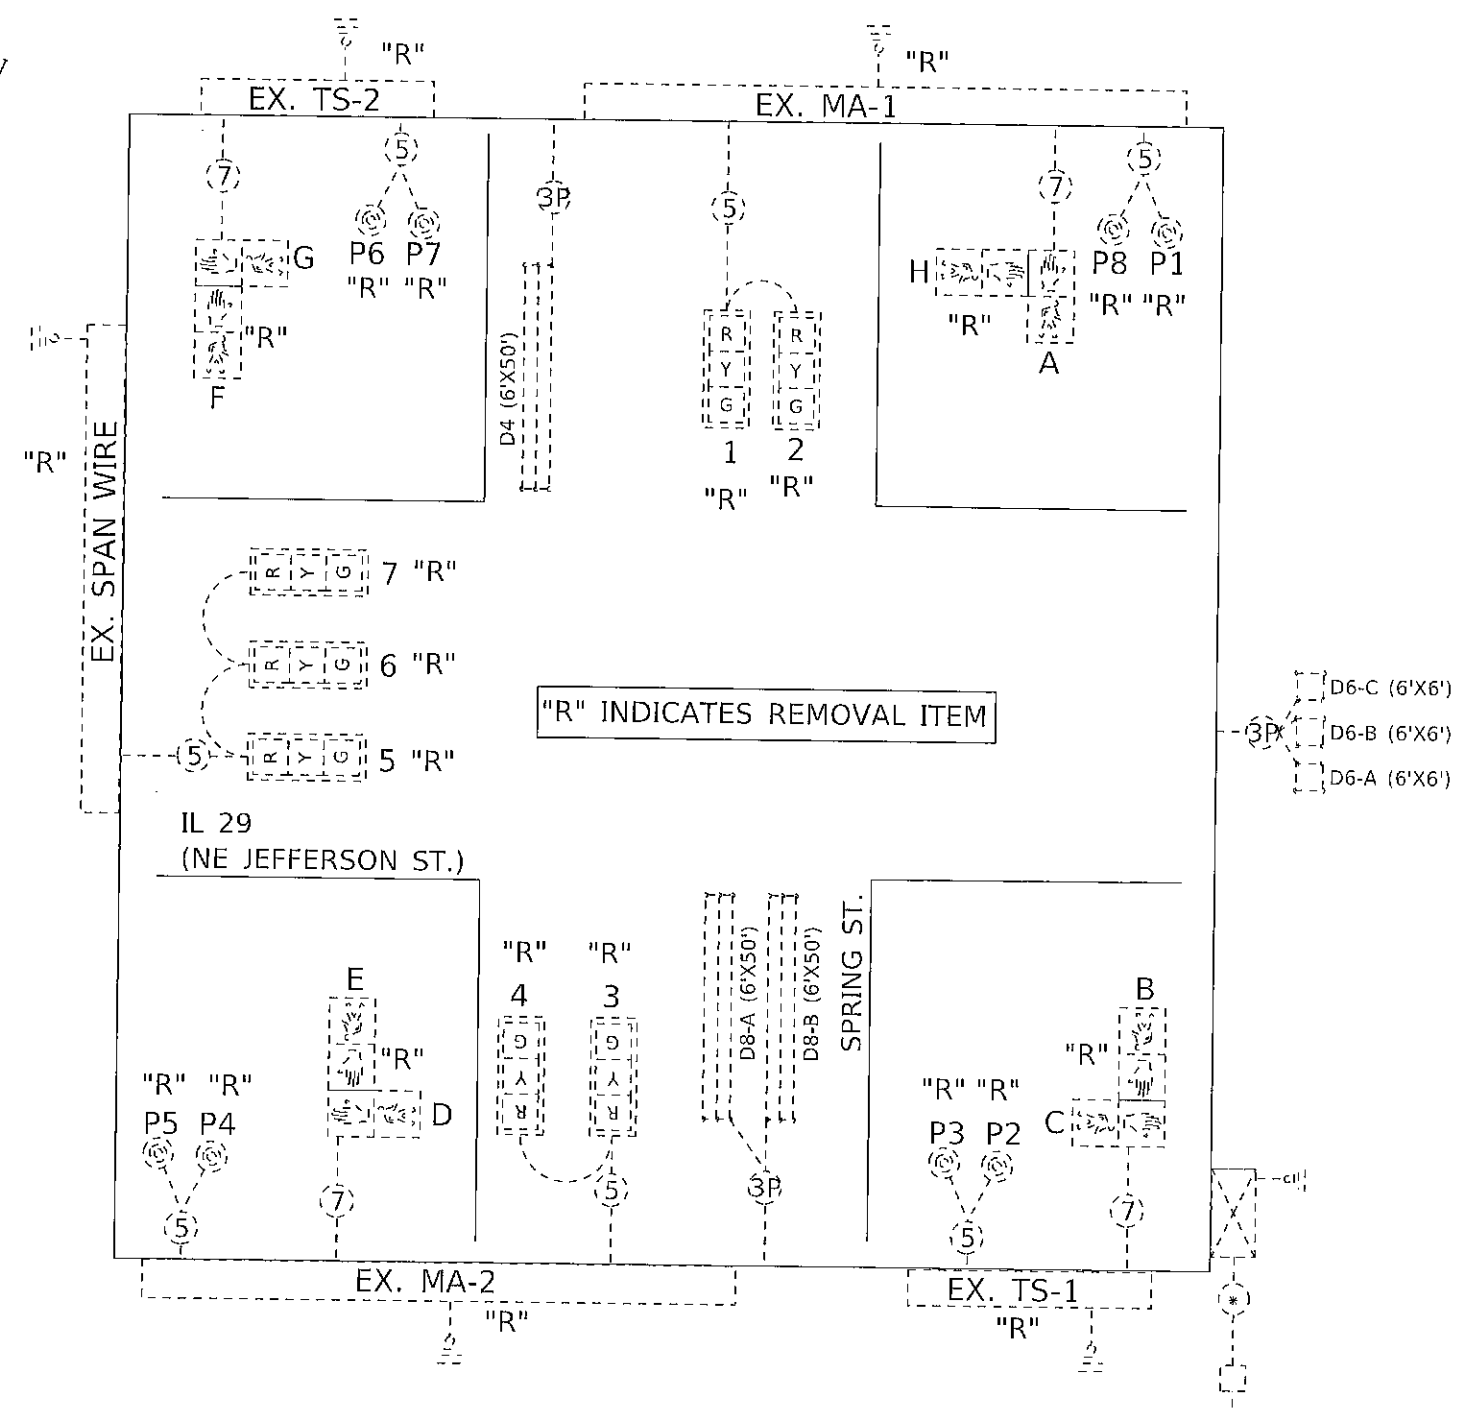 "R"
"R"
EX. TS-2
EX. MA-1
7
5
3P
5
7
5
G
P6 P7
"R" "R"
"R"
F
H
"R"
A
P8 P1
"R" "R"
D4 (6'X50')
R R
Y Y
G G
1 2
"R" "R"
"R"
EX. SPAN WIRE
R Y G 7 "R"
R Y G 6 "R"
5 R Y G 5 "R"
"R" INDICATES REMOVAL ITEM
3P
D6-C (6'X6')
D6-B (6'X6')
D6-A (6'X6')
IL 29
(NE JEFFERSON ST.)
"R" "R"
4 3
G G
Y Y
R R
5
D8-A (6'X50')
D8-B (6'X50')
3P
SPRING ST.
E
"R"
D
"R" "R"
P5 P4
5
7
B
"R"
C
"R" "R"
P3 P2
5
7
EX. MA-2
"R"
EX. TS-1
"R"
*